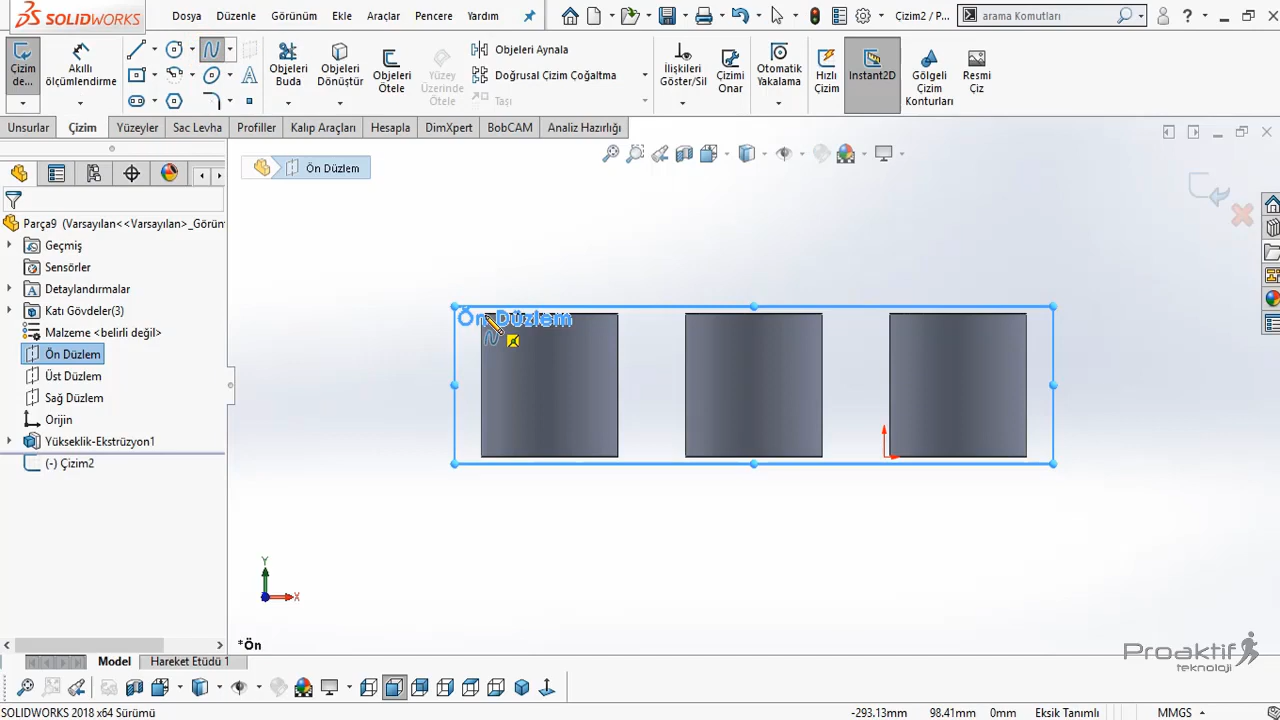 SOLIDWORKS
Dosya
Düzenle
Görünüm
Ekle
Araçlar
Pencere
Yardım
Çizim2 / P...
arama Komutları
Çizim
de...
Akıllı
ölçümlendirme
Objeleri
Buda
Objeleri
Dönüştür
Objeleri
Ötele
Yüzey
Üzerinde
Ötele
Objeleri Aynala
Doğrusal Çizim Çoğaltma
Taşı
İlişkileri
Göster/Sil
Çizimi
Onar
Otomatik
Yakalama
Hızlı
Çizim
Instant2D
Gölgeli
Çizim
Konturları
Resmi
Çiz
Unsurlar
Çizim
Yüzeyler
Sac Levha
Profiller
Kalıp Araçları
Hesapla
DimXpert
BobCAM
Analiz Hazırlığı
Ön Düzlem
Parça9 (Varsayılan<<Varsayılan>_Görünt
Geçmiş
Sensörler
Detaylandırmalar
Katı Gövdeler(3)
Malzeme <belirli değil>
Ön Düzlem
Üst Düzlem
Sağ Düzlem
Orijin
Yükseklik-Ekstrüzyon1
(-) Çizim2
Ön Düzlem
Y
X
*Ön
Proaktif
teknoloji
Model
Hareket Etüdü 1
SOLIDWORKS 2018 x64 Sürümü
-293.13mm
98.41mm
0mm
Eksik Tanımlı
MMGS